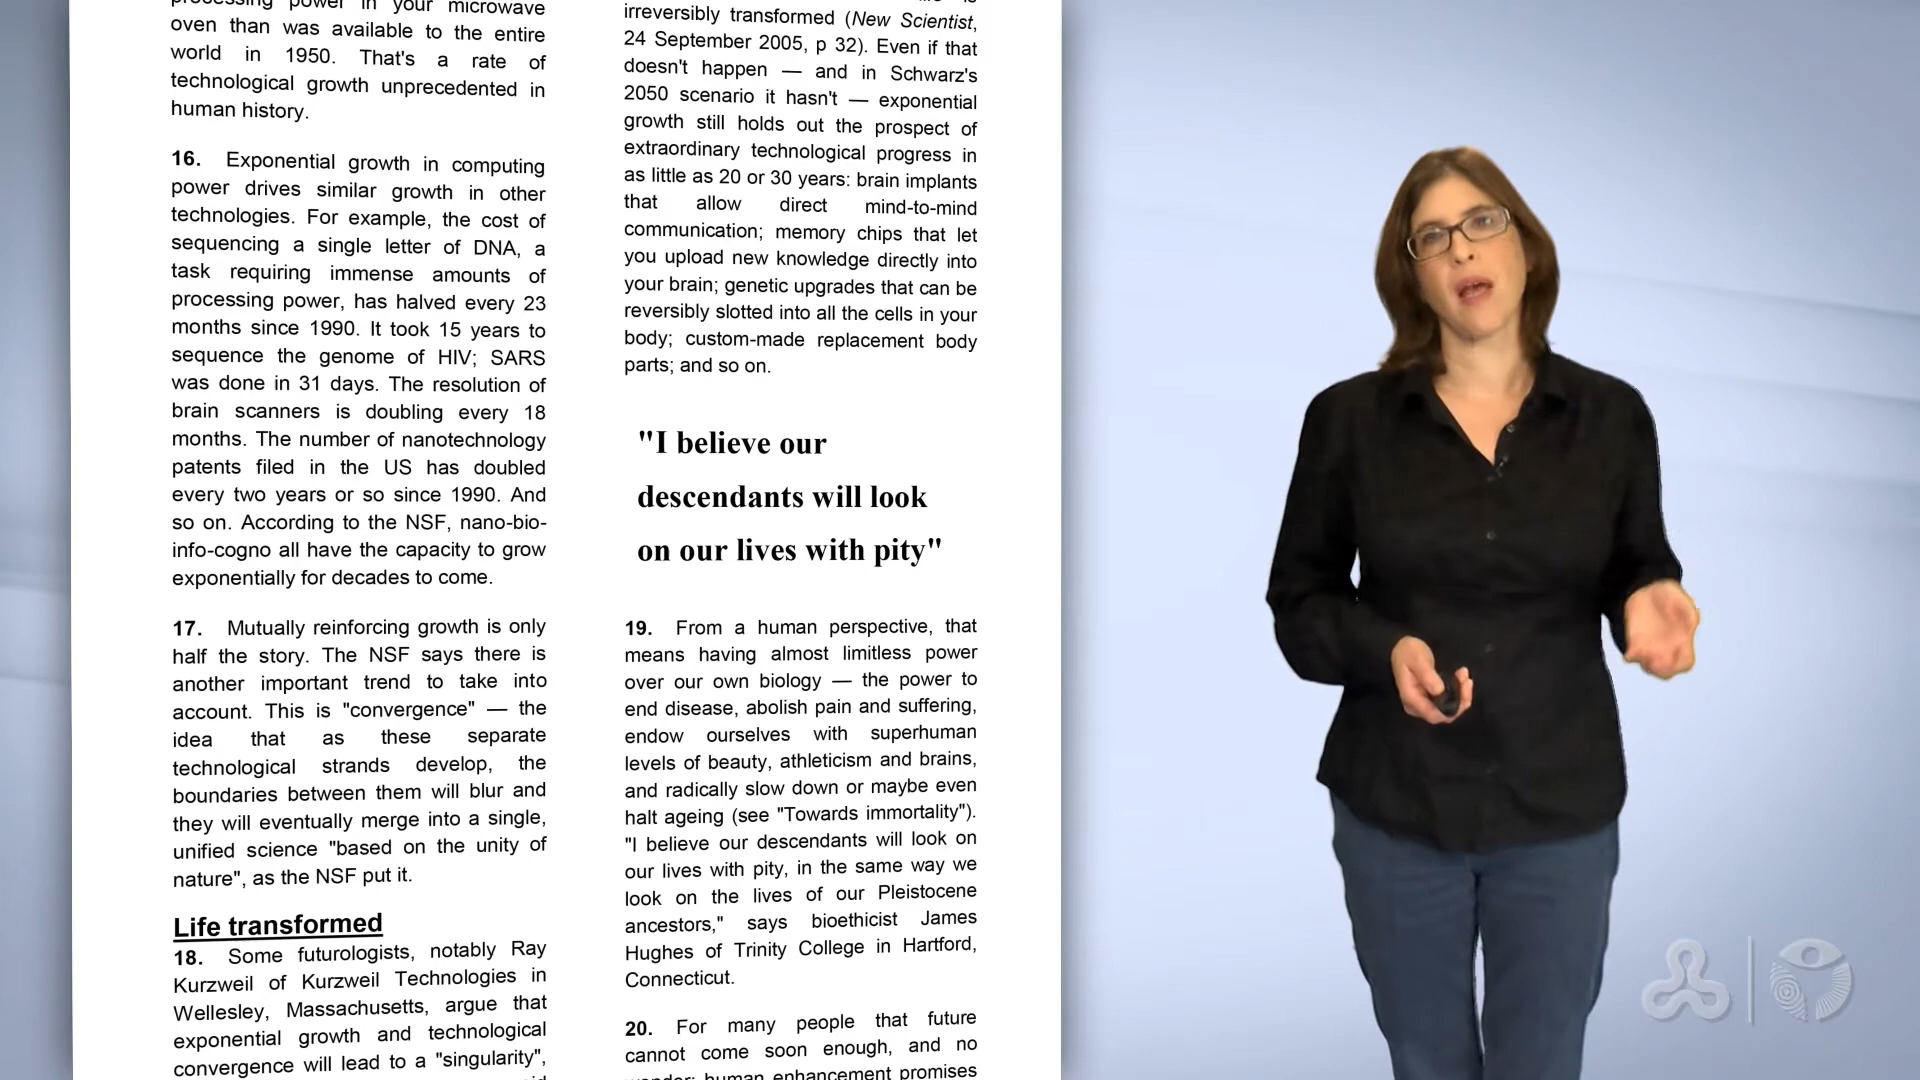 processing power in your microwave
oven than was available to the entire
world in 1950. That's a rate of
technological growth unprecedented in
human history.
16. Exponential growth in computing
power drives similar growth in other
technologies. For example, the cost of
sequencing a single letter of DNA, a
task requiring immense amounts of
processing power, has halved every 23
months since 1990. It took 15 years to
sequence the genome of HIV; SARS
was done in 31 days. The resolution of
brain scanners is doubling every 18
months. The number of nanotechnology
patents filed in the US has doubled
every two years or so since 1990. And
so on. According to the NSF, nano-bio-
info-cogno all have the capacity to grow
exponentially for decades to come.
17. Mutually reinforcing growth is only
half the story. The NSF says there is
another important trend to take into
account. This is "convergence" — the
idea that as these separate
technological strands develop, the
boundaries between them will blur and
they will eventually merge into a single,
unified science "based on the unity of
nature", as the NSF put it.
Life transformed
18. Some futurologists, notably Ray
Kurzweil of Kurzweil Technologies in
Wellesley, Massachusetts, argue that
exponential growth and technological
convergence will lead to a "singularity",
irreversibly transformed (New Scientist,
24 September 2005, p 32). Even if that
doesn't happen — and in Schwarz's
2050 scenario it hasn't — exponential
growth still holds out the prospect of
extraordinary technological progress in
as little as 20 or 30 years: brain implants
that allow direct mind-to-mind
communication; memory chips that let
you upload new knowledge directly into
your brain; genetic upgrades that can be
reversibly slotted into all the cells in your
body; custom-made replacement body
parts; and so on.
"I believe our
descendants will look
on our lives with pity"
19. From a human perspective, that
means having almost limitless power
over our own biology — the power to
end disease, abolish pain and suffering,
endow ourselves with superhuman
levels of beauty, athleticism and brains,
and radically slow down or maybe even
halt ageing (see "Towards immortality").
"I believe our descendants will look on
our lives with pity, in the same way we
look on the lives of our Pleistocene
ancestors," says bioethicist James
Hughes of Trinity College in Hartford,
Connecticut.
20. For many people that future
cannot come soon enough, and no
human enhancement promises